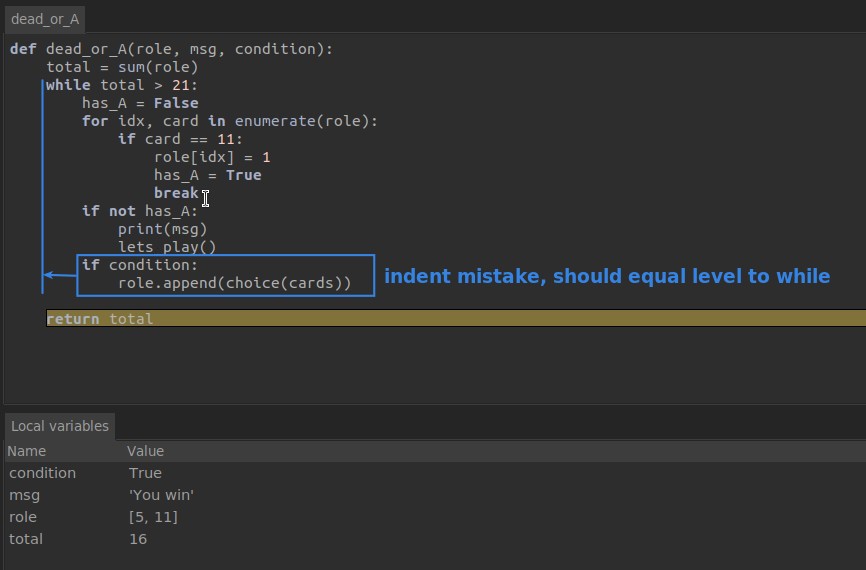 dead_or_A
def dead_or_A(role, msg, condition):
total = sum(role)
while total > 21:
has_A = False
for idx, card in enumerate(role):
if card == 11:
role[idx] = 1
has_A = True
break
if not has_A:
print(msg)
lets_play()
if condition:
role.append(choice(cards))
indent mistake, should equal level to while
return total
Local variables
Name Value
condition True
msg 'You win'
role [5, 11]
total 16